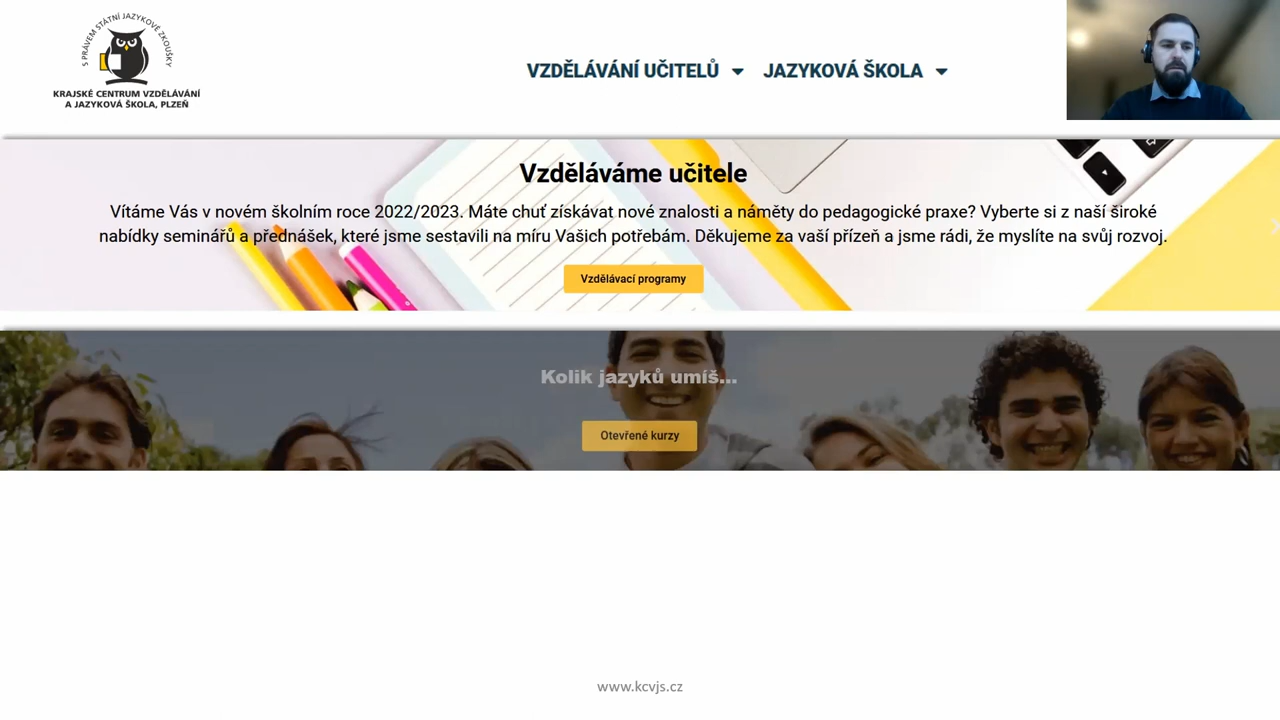 S PRÁVEM STÁTNÍ JAZYKOVÉ ZKOUŠKY
KRAJSKÉ CENTRUM VZDĚLÁVÁNÍ
A JAZYKOVÁ ŠKOLA, PLZEŇ
VZDĚLÁVÁNÍ UČITELŮ JAZYKOVÁ ŠKOLA
Vzděláváme učitele
Vítáme Vás v novém školním roce 2022/2023. Máte chuť získávat nové znalosti a náměty do pedagogické praxe? Vyberte si z naší široké
nabídky seminářů a přednášek, které jsme sestavili na míru Vašich potřebám. Děkujeme za vaší přízeň a jsme rádi, že myslíte na svůj rozvoj.
Vzdělávací programy
Kolik jazyků umíš...
Otevřené kurzy
www.kcvjs.cz